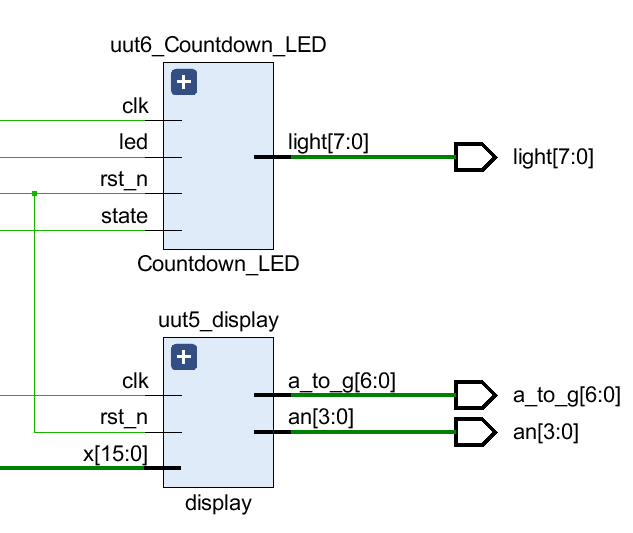 uut6_Countdown_LED
clk
led
light[7:0]
light[7:0]
rst_n
state
Countdown_LED
uut5_display
clk
a_to_g[6:0]
a_to_g[6:0]
rst_n
an[3:0]
an[3:0]
x[15:0]
display